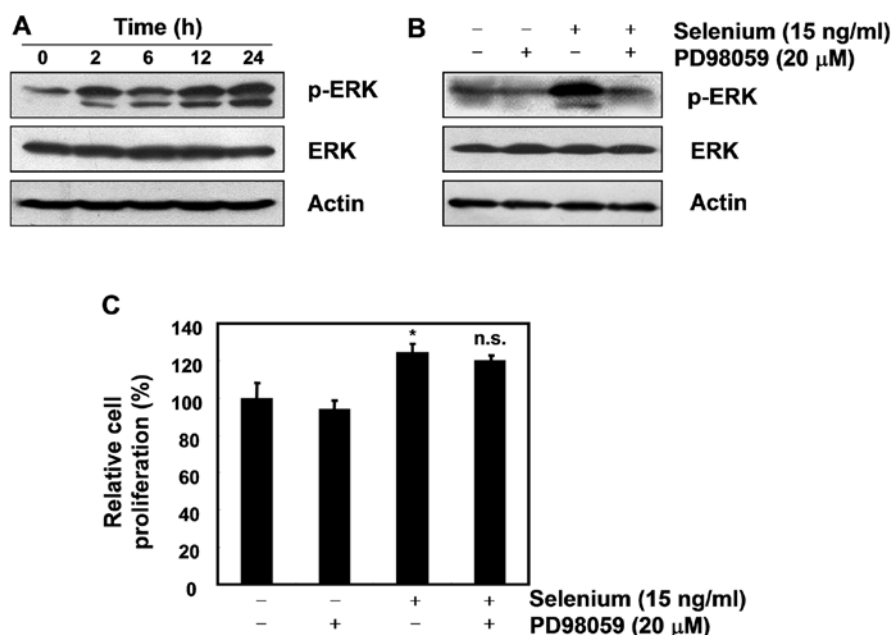 A
Time (h)
0 2 6 12 24
p-ERK
ERK
Actin
B
– – + + Selenium (15 ng/ml)
– + – + PD98059 (20 µM)
p-ERK
ERK
Actin
C
140
120
100
80
60
40
20
0
Relative cell
proliferation (%)
*
n.s.
– – + + Selenium (15 ng/ml)
– + – + PD98059 (20 µM)